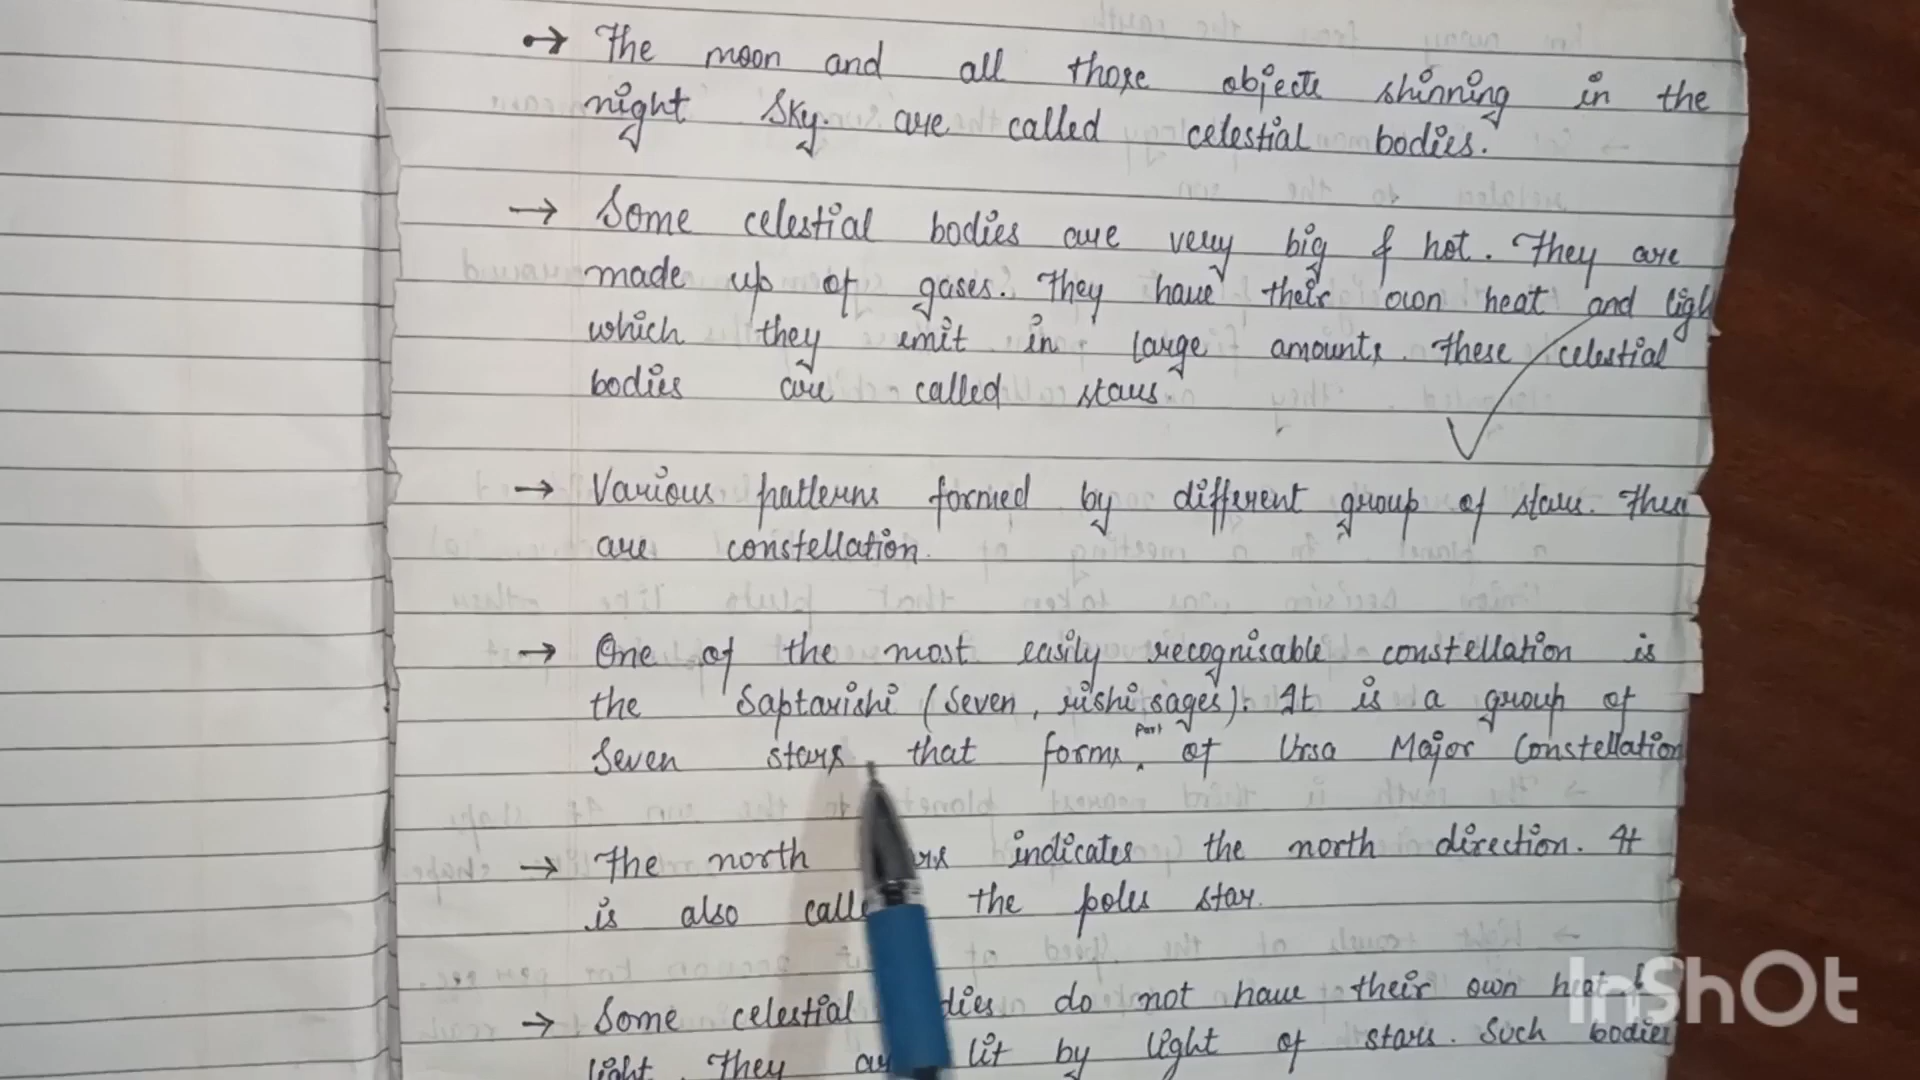 → The moon and all those objects shinning in the
night sky. are called celestial bodies.
→ Some celestial bodies are very big & hot. They are
made up of gases. They have their own heat and ligh
which they emit in large amounts. These celestial
bodies are called stars.
→ Various patterns formed by different group of stars. These
are constellation.
→ One of the most easily recognisable constellation is
the Saptarishi (Seven, rishi sages). It is a group of
Part
Seven stars that forms of Ursa Major Constellation
→ The north indicates the north direction. It
is also the poles star.
→ Some celestial do not have their own heat &
light. They lit by light of stars. Such bodies
InShOt